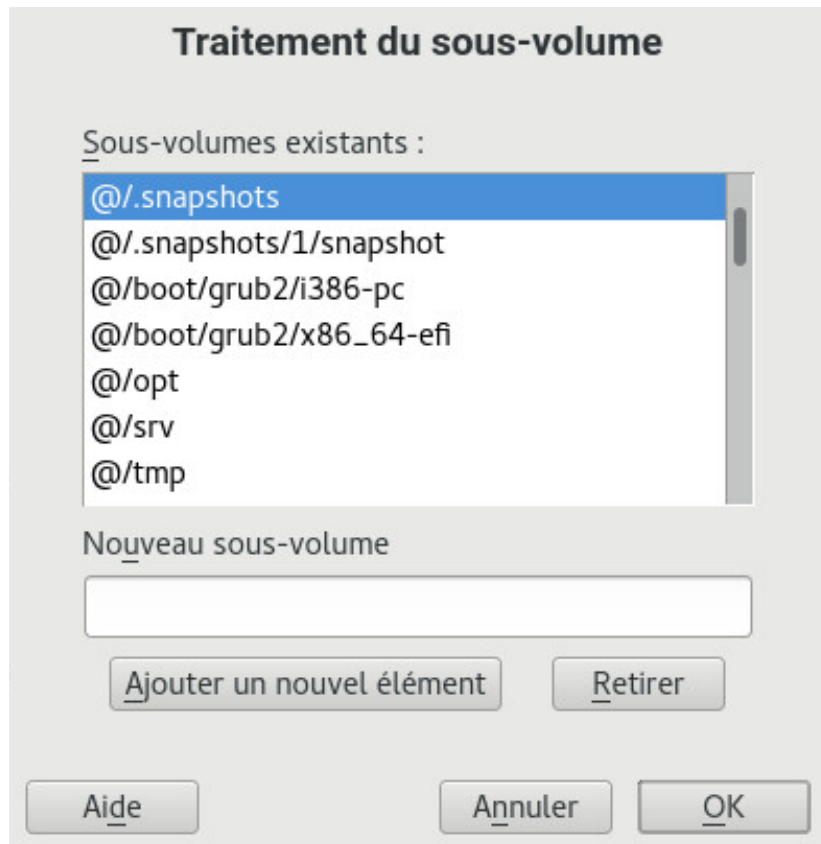 Traitement du sous-volume
Sous-volumes existants :
@/.snapshots
@/.snapshots/1/snapshot
@/boot/grub2/i386-pc
@/boot/grub2/x86_64-efi
@/opt
@/srv
@/tmp
Nouveau sous-volume
Ajouter un nouvel élément Retirer
Aide Annuler OK